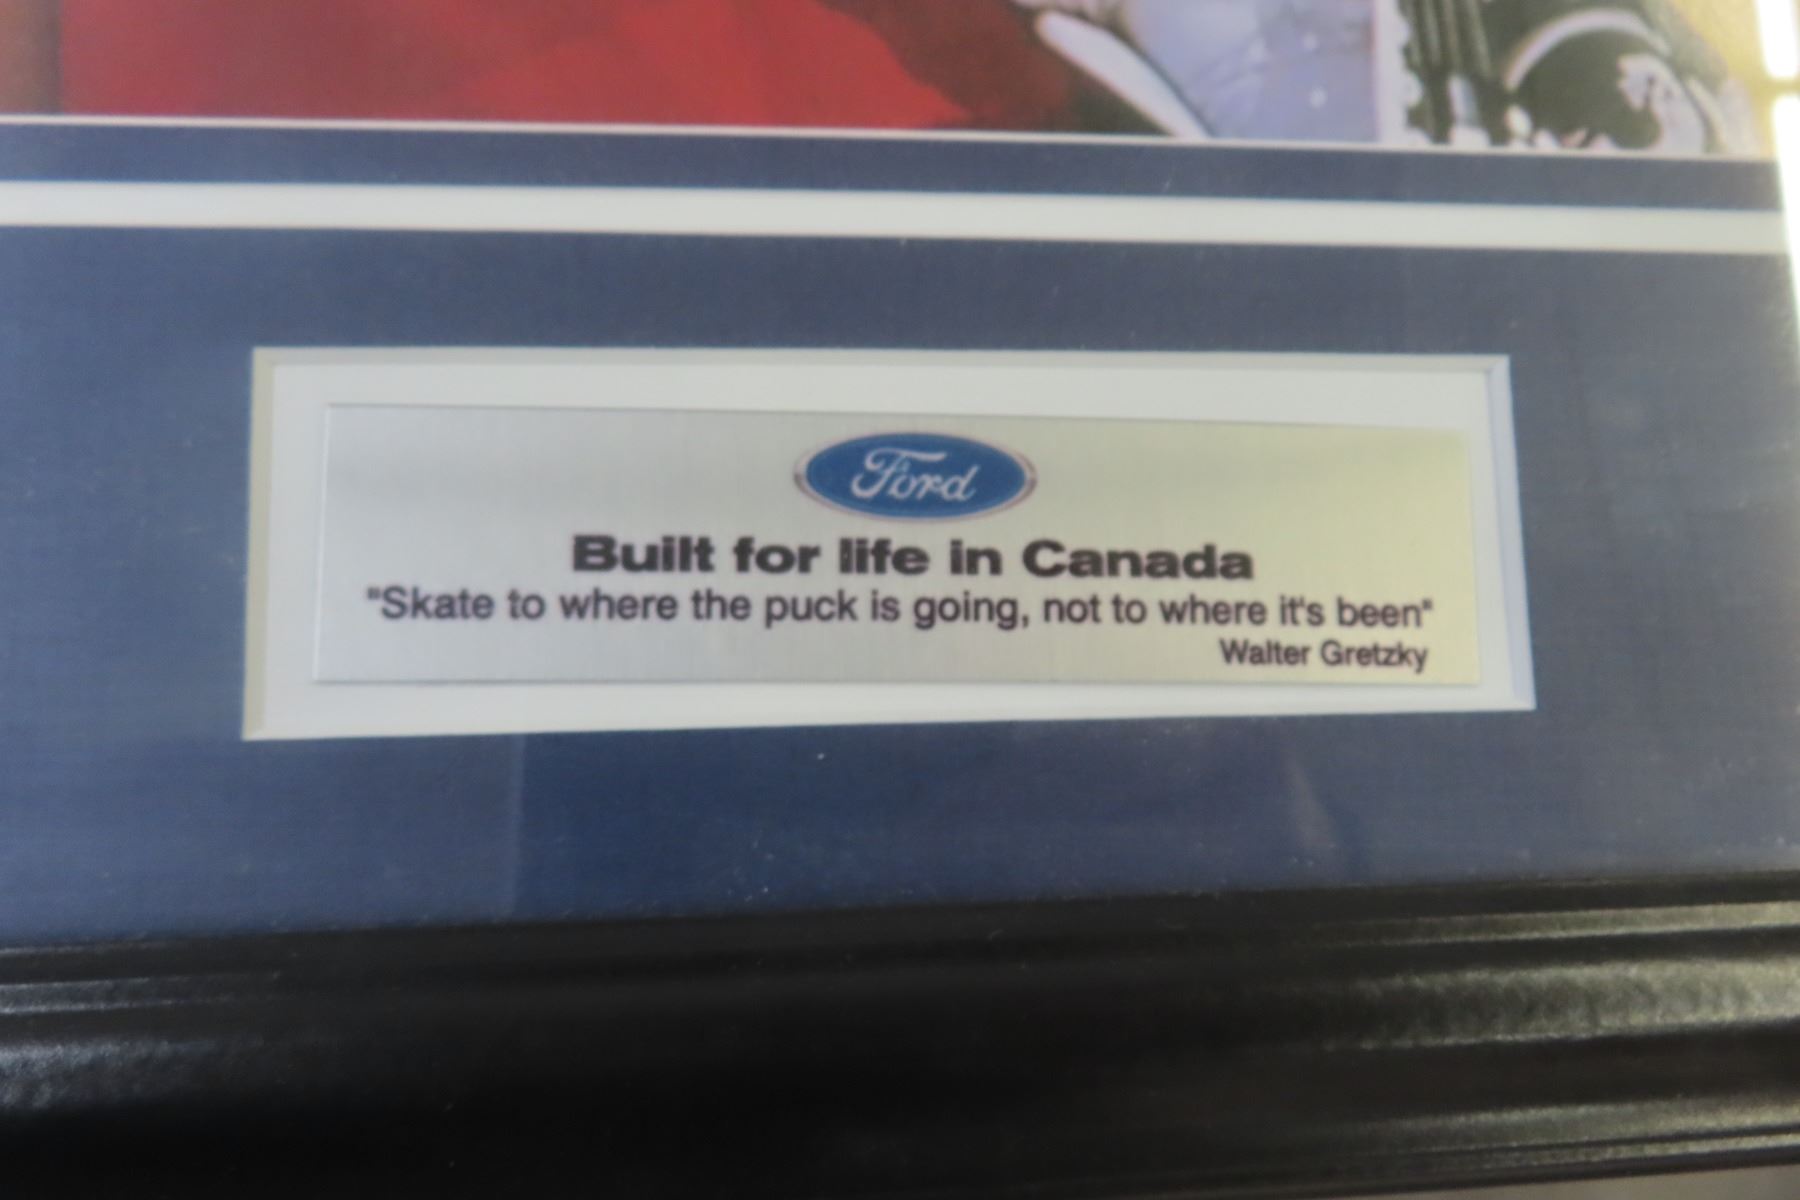 Ford
Built for life in Canada
"Skate to where the puck is going, not to where it's been"
Walter Gretzky